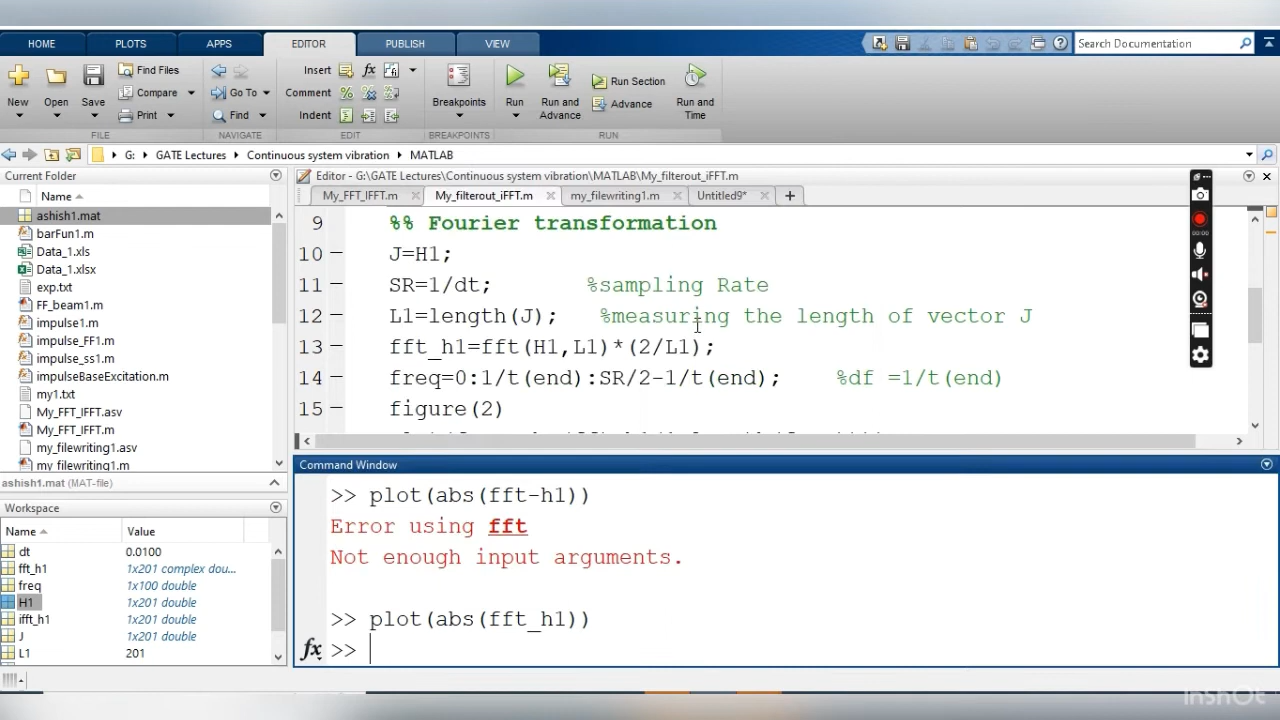 HOME PLOTS APPS EDITOR PUBLISH VIEW Search Documentation
New Open Save Find Files Compare Print
Go To Find
Insert fx
Comment
Indent
Breakpoints Run Run and Advance Run Section Advance Run and Time
FILE NAVIGATE EDIT BREAKPOINTS RUN
G: GATE Lectures Continuous system vibration MATLAB
Current Folder
Name
ashish1.mat
barFun1.m
Data_1.xls
Data_1.xlsx
exp.txt
FF_beam1.m
impulse1.m
impulse_FF1.m
impulse_ss1.m
impulseBaseExcitation.m
my1.txt
My_FFT_IFFT.asv
My_FFT_IFFT.m
my_filewriting1.asv
my_filewriting1.m
ashish1.mat (MAT-file)
Workspace
Name Value
dt 0.0100
fft_h1 1x201 complex dou...
freq 1x100 double
H1 1x201 double
ifft_h1 1x201 double
J 1x201 double
L1 201
Editor - G:\GATE Lectures\Continuous system vibration\MATLAB\My_filterout_iFFT.m
My_FFT_IFFT.m My_filterout_iFFT.m my_filewriting1.m Untitled9*
9 %% Fourier transformation
10 J=H1;
11 SR=1/dt; %sampling Rate
12 L1=length(J); %measuring the length of vector J
13 fft_h1=fft(H1,L1)*(2/L1);
14 freq=0:1/t(end):SR/2-1/t(end); %df =1/t(end)
15 figure(2)
00:00
Command Window
>> plot(abs(fft-h1))
Error using fft
Not enough input arguments.
>> plot(abs(fft_h1))
fx >>
InShOt